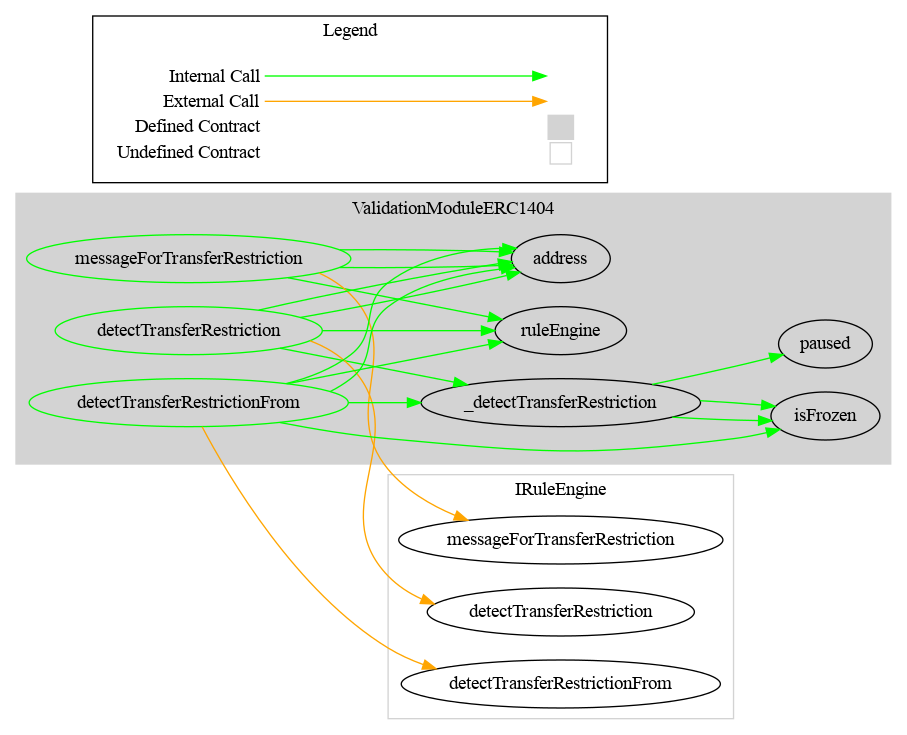 Legend
Internal Call
External Call
Defined Contract
Undefined Contract
ValidationModuleERC1404
messageForTransferRestriction
address
detectTransferRestriction
ruleEngine
paused
detectTransferRestrictionFrom
_detectTransferRestriction
isFrozen
IRuleEngine
messageForTransferRestriction
detectTransferRestriction
detectTransferRestrictionFrom